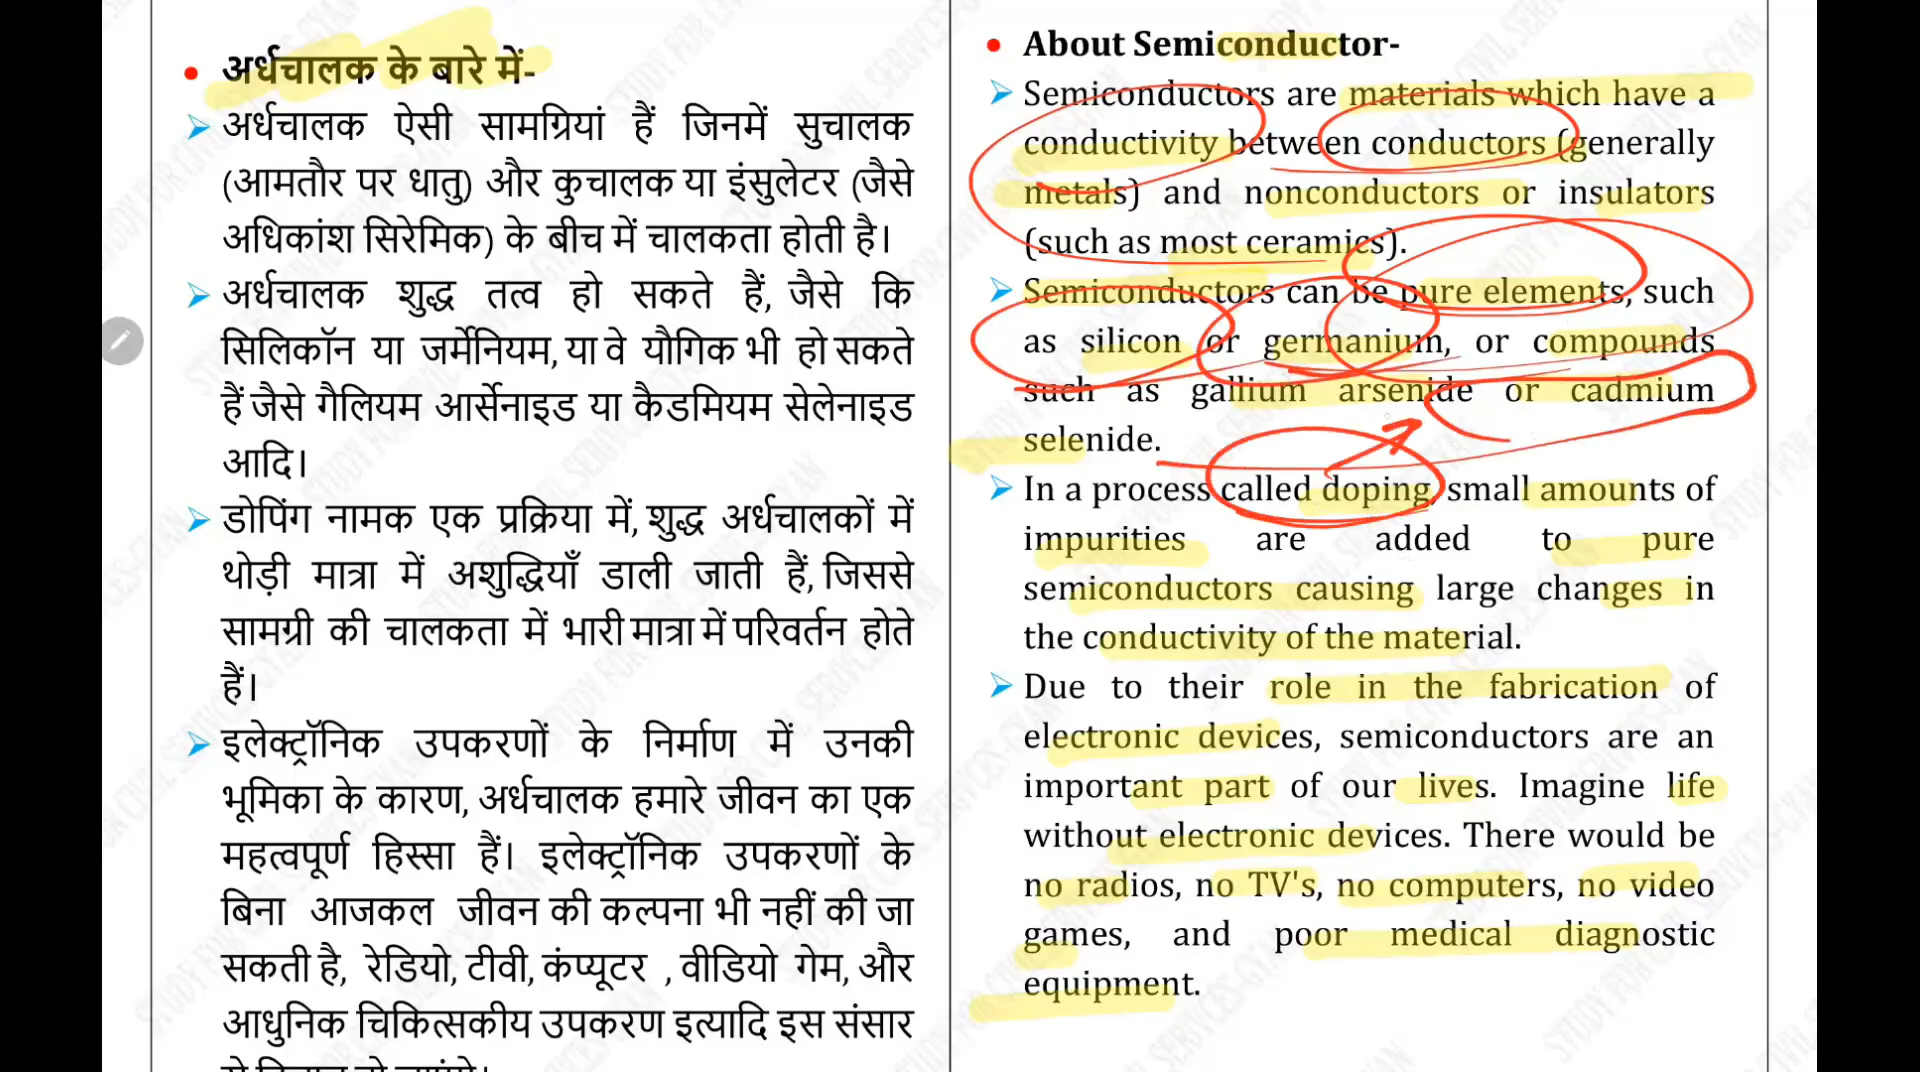 अर्धचालक के बारे में-
अर्धचालक ऐसी सामग्रियां हैं जिनमें सुचालक
(आमतौर पर धातु) और कुचालक या इंसुलेटर (जैसे
अधिकांश सिरेमिक) के बीच में चालकता होती है।
अर्धचालक शुद्ध तत्व हो सकते हैं, जैसे कि
सिलिकॉन या जर्मेनियम, या वे यौगिक भी हो सकते
हैं जैसे गैलियम आर्सेनाइड या कैडमियम सेलेनाइड
आदि।
डोपिंग नामक एक प्रक्रिया में, शुद्ध अर्धचालकों में
थोड़ी मात्रा में अशुद्धियाँ डाली जाती हैं, जिससे
सामग्री की चालकता में भारी मात्रा में परिवर्तन होते
हैं।
इलेक्ट्रॉनिक उपकरणों के निर्माण में उनकी
भूमिका के कारण, अर्धचालक हमारे जीवन का एक
महत्वपूर्ण हिस्सा हैं। इलेक्ट्रॉनिक उपकरणों के
बिना आजकल जीवन की कल्पना भी नहीं की जा
सकती है, रेडियो, टीवी, कंप्यूटर , वीडियो गेम, और
आधुनिक चिकित्सकीय उपकरण इत्यादि इस संसार
About Semiconductor-
Semiconductors are materials which have a
conductivity between conductors (generally
metals) and nonconductors or insulators
(such as most ceramics).
Semiconductors can be pure elements, such
as silicon or germanium, or compounds
such as gallium arsenide or cadmium
selenide.
In a process called doping, small amounts of
impurities are added to pure
semiconductors causing large changes in
the conductivity of the material.
Due to their role in the fabrication of
electronic devices, semiconductors are an
important part of our lives. Imagine life
without electronic devices. There would be
no radios, no TV's, no computers, no video
games, and poor medical diagnostic
equipment.